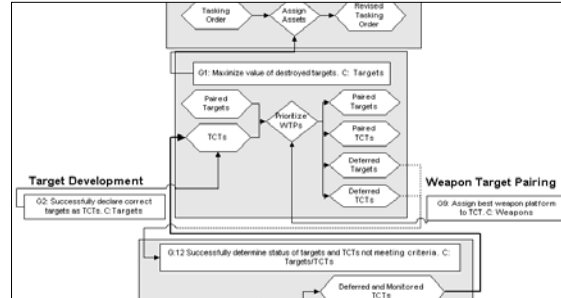 Tasking
Order
Assign
Assets
Revised
Tasking
Order
G1: Maximize value of destroyed targets. C: Targets
Paired
Targets
TCTs
Prioritize
WTPs
Paired
Targets
Paired
TCTs
Deferred
Targets
Deferred
TCTs
Target Development
G2: Successfully declare correct
targets as TCTs. C: Targets
Weapon Target Pairing
G9: Assign best weapon platform
to TCT. C: Weapons
G:12 Successfully determine status of targets and TCTs not meeting criteria. C:
Targets/TCTs
Deferred and Monitored
TCTs